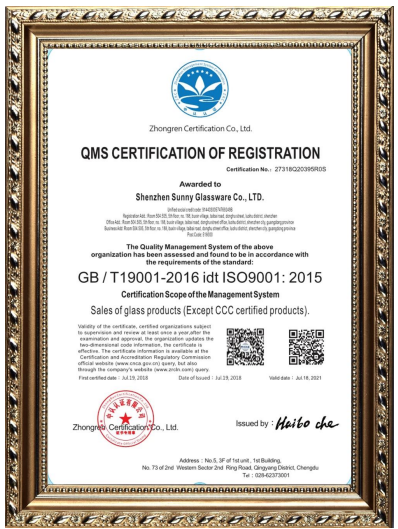 Zhongren Certification Co., Ltd.
QMS CERTIFICATION OF REGISTRATION
Certification No.: 27318Q20395R0S
Awarded to
Shenzhen Sunny Glassware Co., LTD.
The Quality Management System of the above
organization has been assessed and found to be in accordance with
the requirements of the standard:
GB / T19001-2016 idt ISO9001: 2015
Certification Scope of the Management System
Sales of glass products (Except CCC certified products).
Validity of the certificate, certified organizations subject
to supervision and review at least once a year,after the
examination and approval, the organization updates the
two-dimensional code information, the certificate is
effective. The certificate information is available at the
Certification and Accreditation Regulatory Commission
official website (www cnca gov.cn) query, but also
through the company's website (www.zrcln.com) query.
First certified date : Jul.19, 2018
Date of Issued : Jul.19, 2018
Valid date : Jul.18, 2021
Zhongren Certification Co., Ltd.
Issued by : Haibo che
Address : No.5, 3F of 1st unit , 1st Building,
No. 73 of 2nd Western Sector 2nd Ring Road, Qingyang District, Chengdu
Tel : 028-62373001